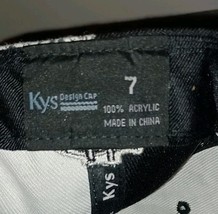 Kys Design Cap
7
100% ACRYLIC
MADE IN CHINA
Kys